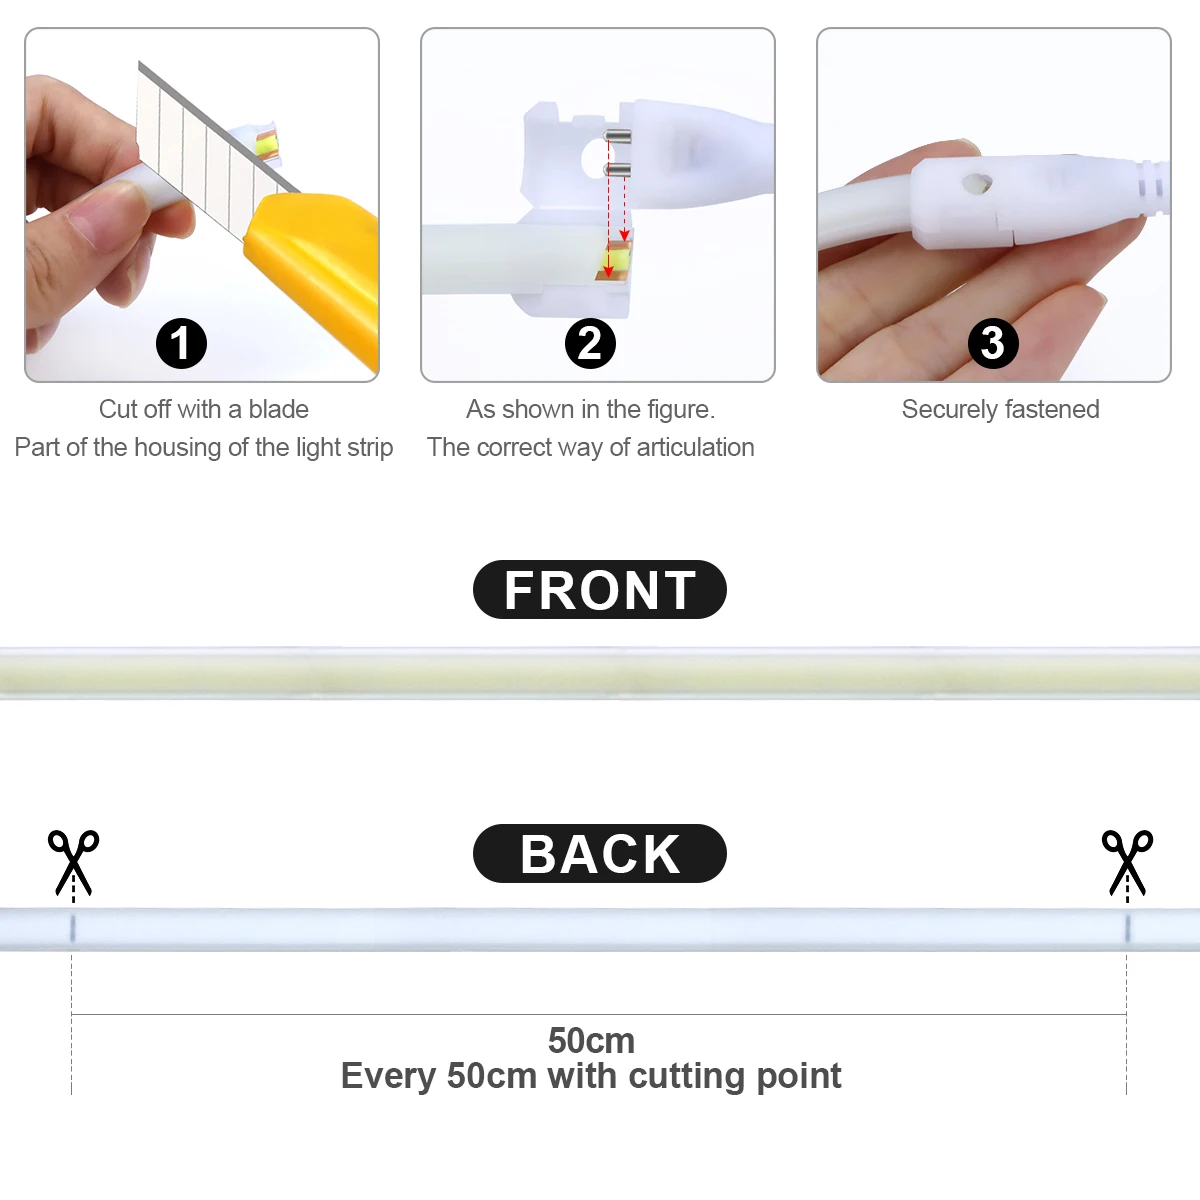 1
2
3
Cut off with a blade
Part of the housing of the light strip
As shown in the figure.
The correct way of articulation
Securely fastened
FRONT
BACK
50cm
Every 50cm with cutting point